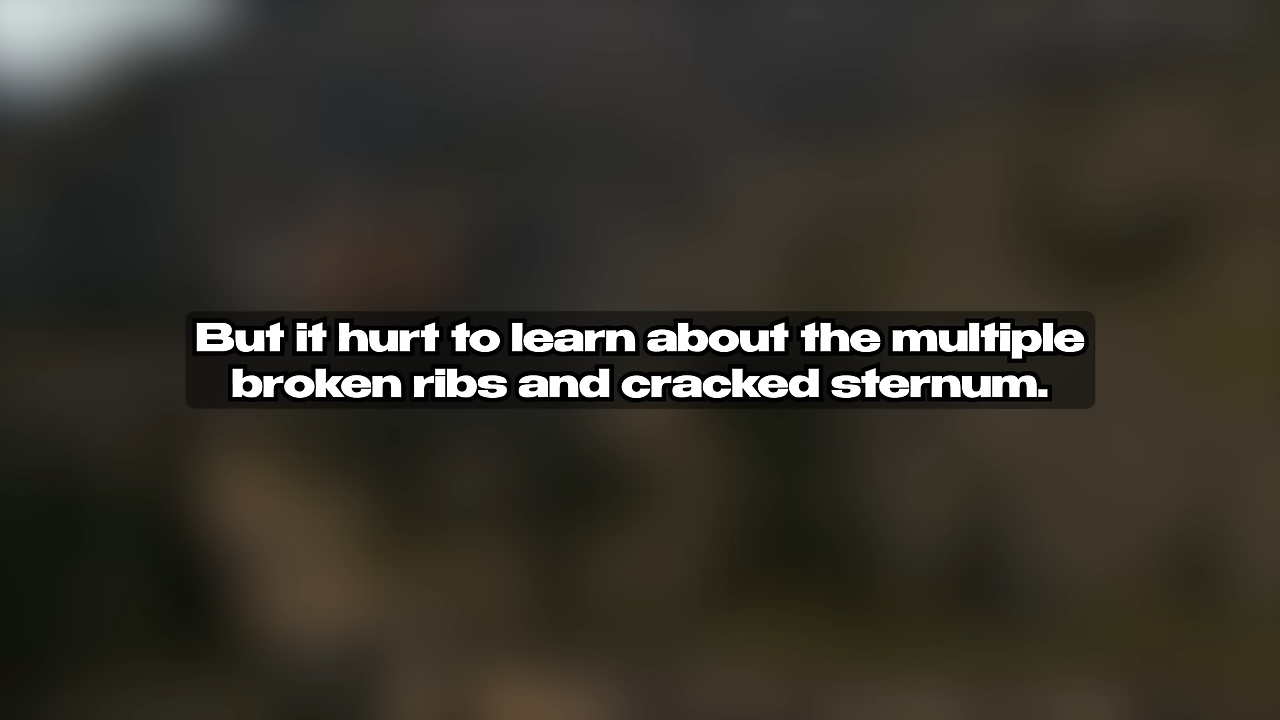 But it hurt to learn about the multiple
broken ribs and cracked sternum.